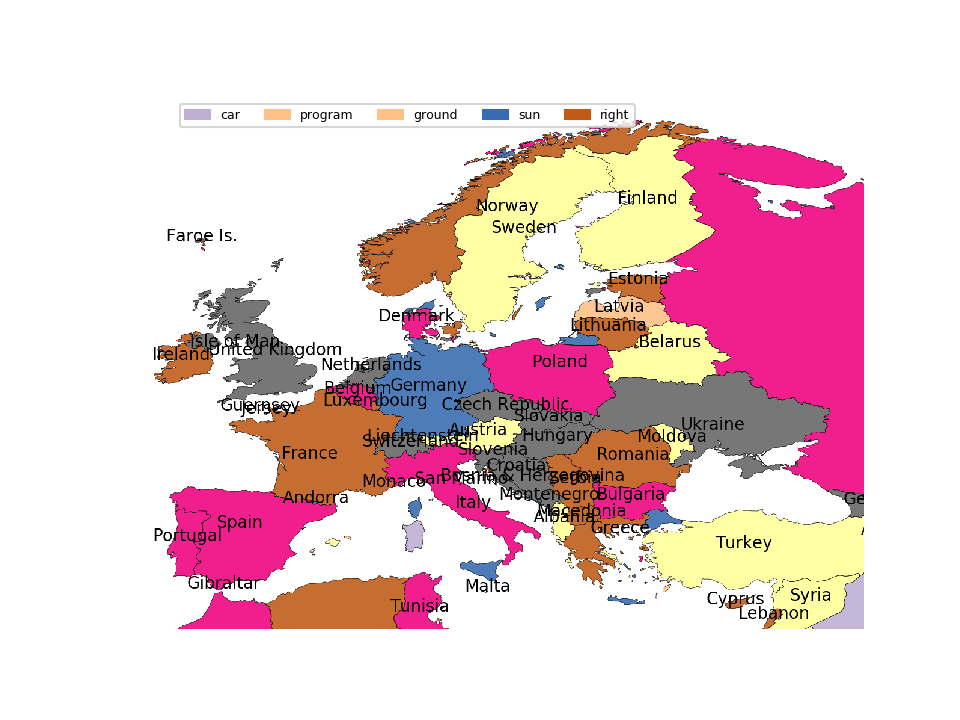 car program ground sun right
Norway
Finland
Sweden
Faroe Is.
Estonia
Latvia
Denmark
Lithuania
Isle of Man
Belarus
Ireland
United Kingdom
Netherlands
Poland
Belgium
Germany
Luxembourg
Czech Republic
Guernsey
Jersey
Slovakia
Ukraine
Austria
Liechtenstein
Hungary
Moldova
Switzerland
Slovenia
France
Romania
Croatia
Bosnia & Herzegovina
San Marino
Serbia
Monaco
Montenegro
Bulgaria
Andorra
Italy
Macedonia
Albania
Spain
Greece
Portugal
Turkey
Gibraltar
Malta
Syria
Cyprus
Tunisia
Lebanon
Ge